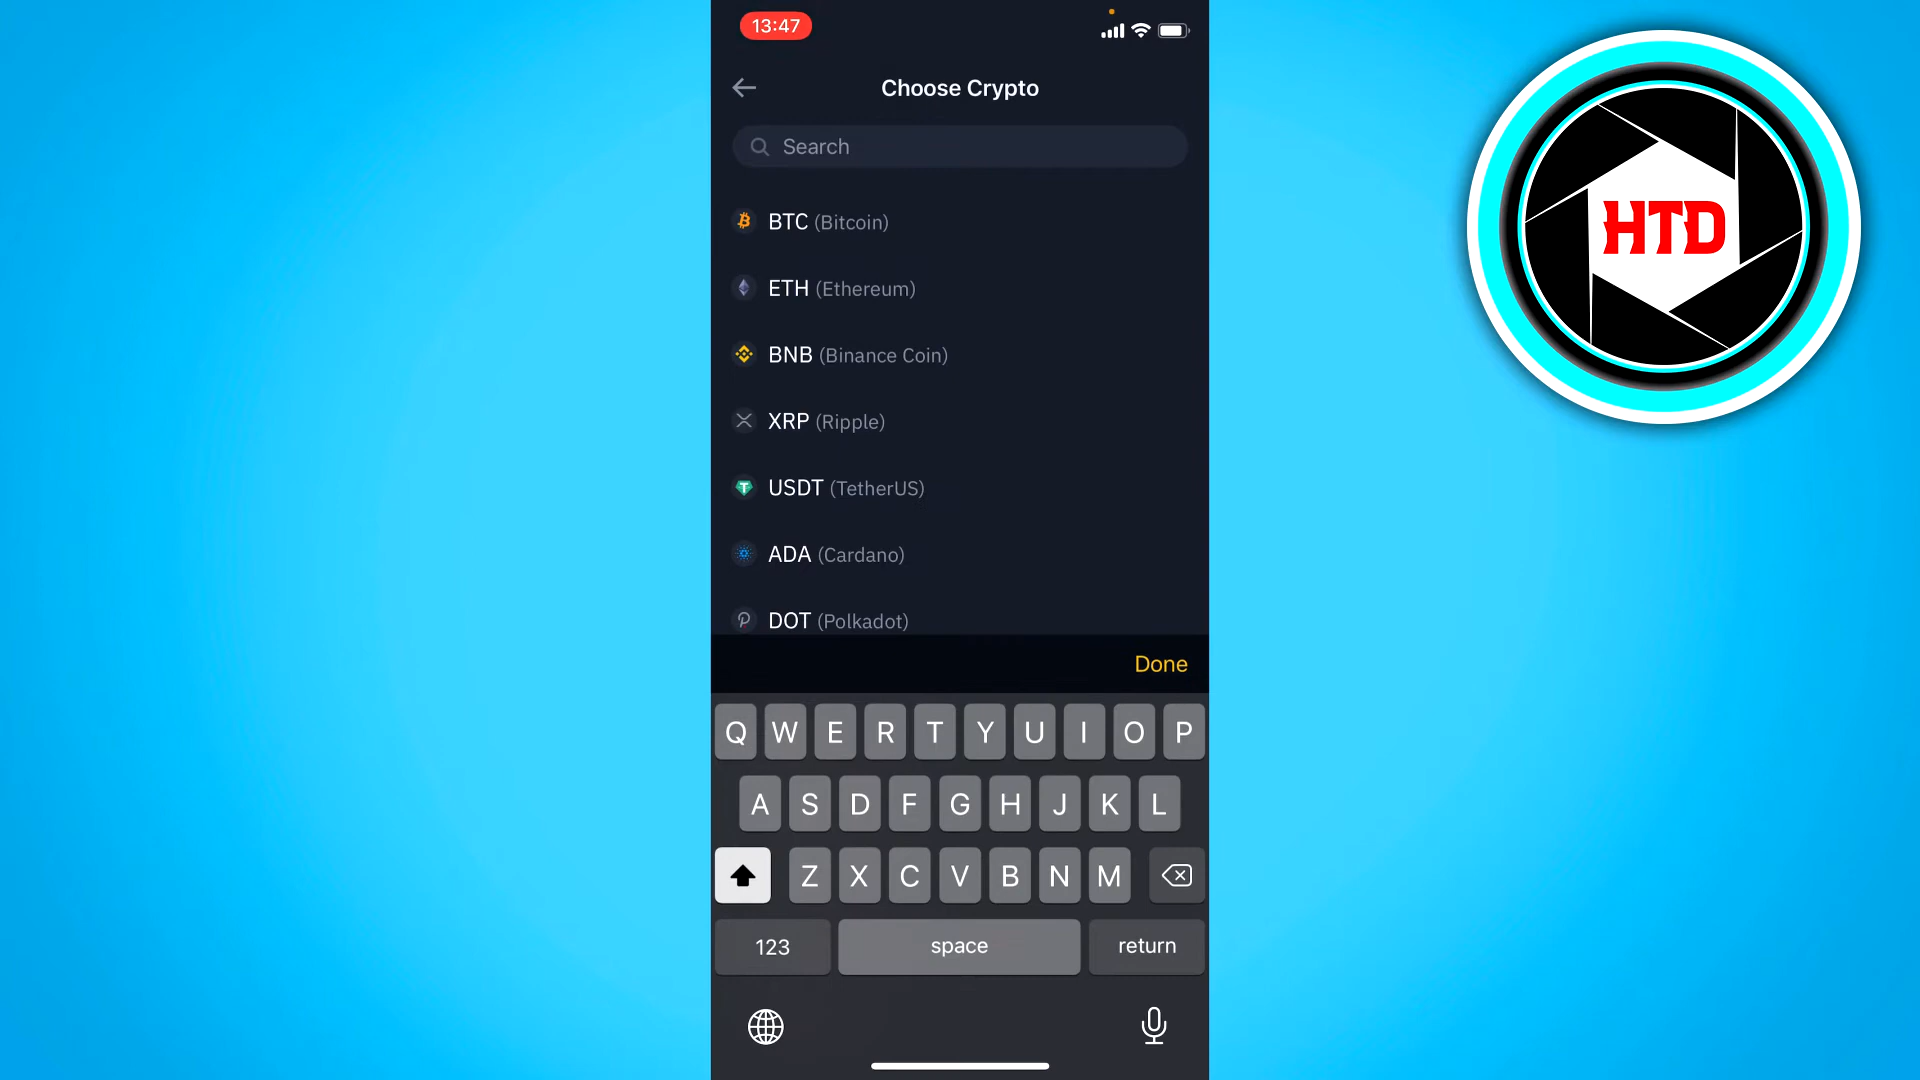 13:47
Choose Crypto
Search
BTC (Bitcoin)
ETH (Ethereum)
BNB (Binance Coin)
XRP (Ripple)
USDT (TetherUS)
ADA (Cardano)
DOT (Polkadot)
Done
Q W E R T Y U I O P
A S D F G H J K L
Z X C V B N M
123 space return
HTD